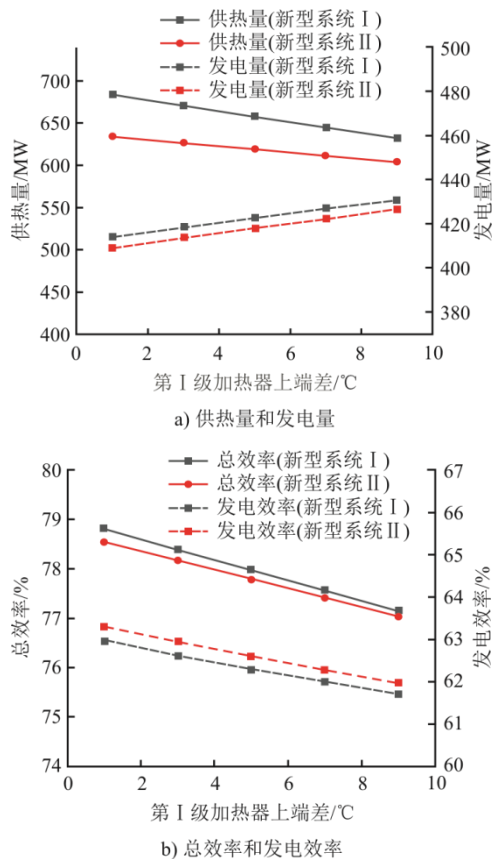 供热量(新型系统Ⅰ)
供热量(新型系统Ⅱ)
发电量(新型系统Ⅰ)
发电量(新型系统Ⅱ)
供热量/MW
700
650
600
550
500
450
400
发电量/MW
500
480
460
440
420
400
380
0 2 4 6 8 10
第Ⅰ级加热器上端差/℃
a) 供热量和发电量
总效率(新型系统Ⅰ)
总效率(新型系统Ⅱ)
发电效率(新型系统Ⅰ)
发电效率(新型系统Ⅱ)
总效率/%
80
79
78
77
76
75
74
发电效率/%
67
66
65
64
63
62
61
60
0 2 4 6 8 10
第Ⅰ级加热器上端差/℃
b) 总效率和发电效率